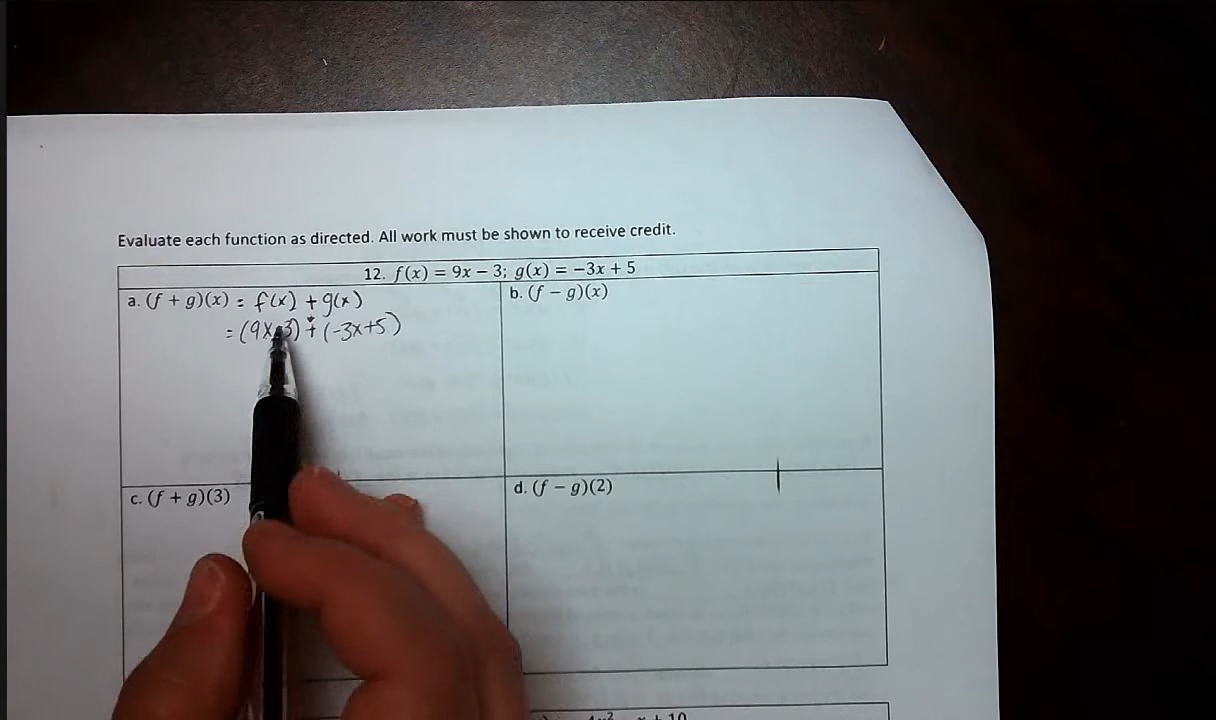 Evaluate each function as directed. All work must be shown to receive credit.
12. f(x) = 9x − 3; g(x) = −3x + 5
a. (f + g)(x) = f(x) + g(x)
= (9x-3) + (-3x+5)
b. (f − g)(x)
c. (f + g)(3)
d. (f − g)(2)